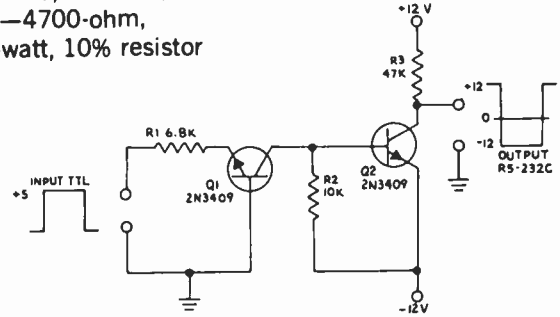 —4700-ohm,
watt, 10% resistor
+12 V
R3
47K
+12
0
-12
OUTPUT
RS-232C
R1 6.8K
Q1
2N3409
R2
10K
Q2
2N3409
INPUT TTL
+5
-12V